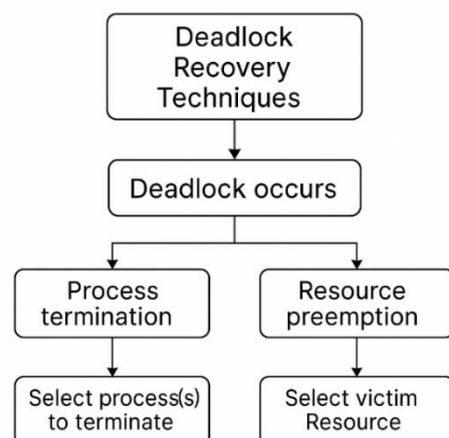 Deadlock
Recovery
Techniques
Deadlock occurs
Process
termination
Resource
preemption
Select process(s)
to terminate
Select victim
Resource